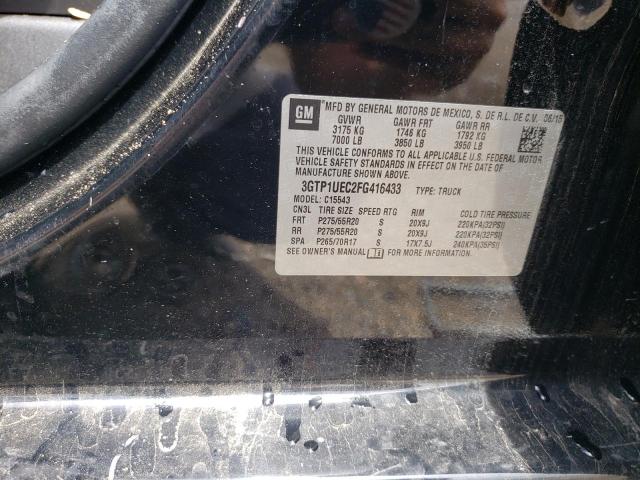 GM
MFD BY GENERAL MOTORS DE MEXICO, S. DE R.L. DE C.V. 06/15
GVWR GAWR FRT GAWR RR
3175 KG 1746 KG 1792 KG
7000 LB 3850 LB 3950 LB
THIS VEHICLE CONFORMS TO ALL APPLICABLE U.S. FEDERAL MOTOR
VEHICLE SAFETY STANDARDS IN EFFECT ON THE DATE OF
MANUFACTURE SHOWN ABOVE.
3GTP1UEC2FG416433 TYPE: TRUCK
MODEL: C15543
CN3L TIRE SIZE SPEED RTG RIM COLD TIRE PRESSURE
FRT P275/55R20 S 20X9J 220KPA(32PSI)
RR P275/55R20 S 20X9J 220KPA(32PSI)
SPA P265/70R17 S 17X7.5J 240KPA(35PSI)
SEE OWNER'S MANUAL FOR MORE INFORMATION.